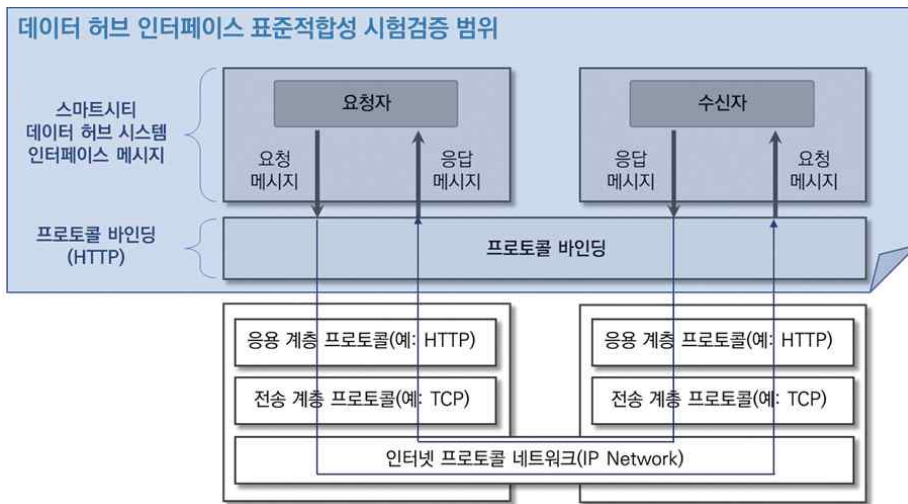 데이터 허브 인터페이스 표준적합성 시험검증 범위
스마트시티
데이터 허브 시스템
인터페이스 메시지
요청자
수신자
요청
메시지
응답
메시지
응답
메시지
요청
메시지
프로토콜 바인딩
(HTTP)
프로토콜 바인딩
응용 계층 프로토콜(예: HTTP)
응용 계층 프로토콜(예: HTTP)
전송 계층 프로토콜(예: TCP)
전송 계층 프로토콜(예: TCP)
인터넷 프로토콜 네트워크(IP Network)